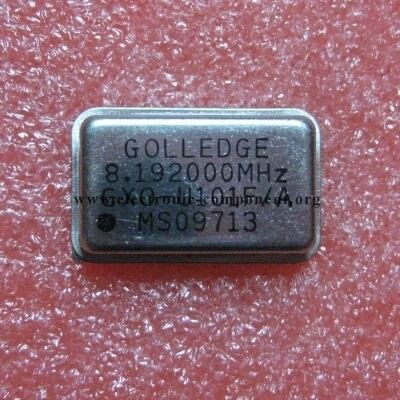 GOLLEDGE
8.192000MHz
GXO-U101F/A
www.electronic-component.org
MS09713